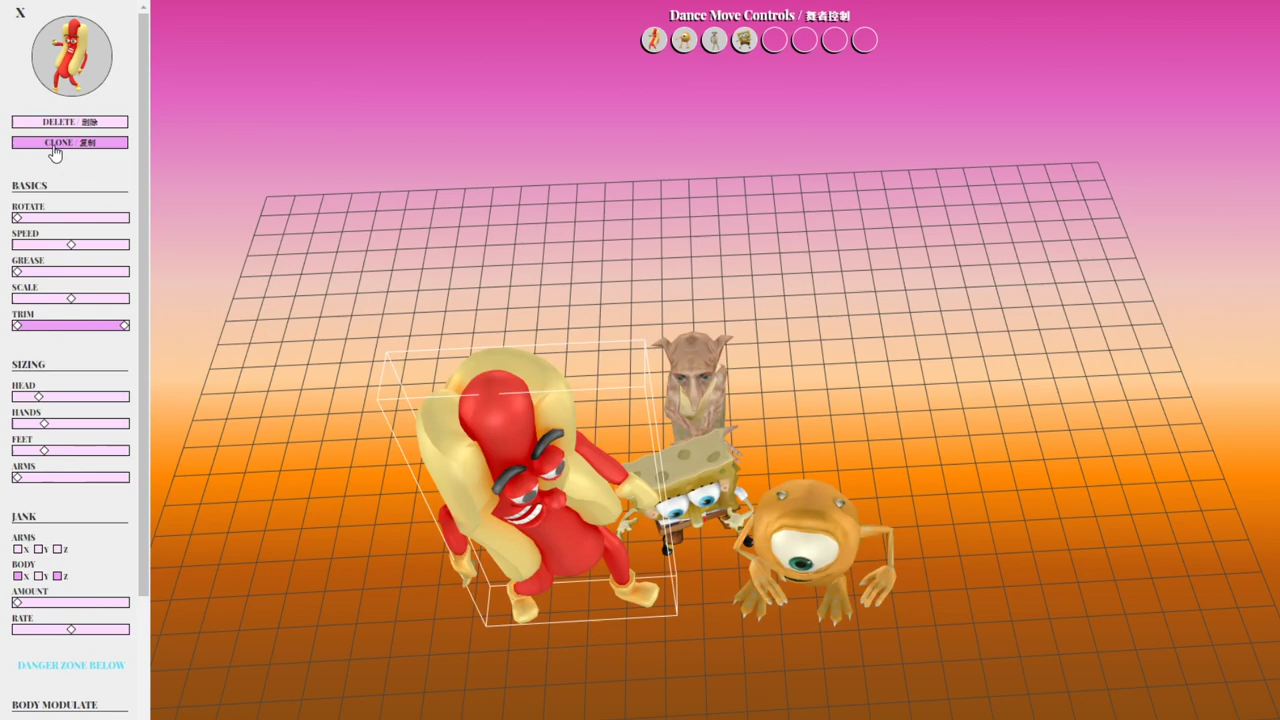 X
Dance Move Controls / 舞者控制
DELETE / 刪除
CLONE / 复制
BASICS
ROTATE
SPEED
GREASE
SCALE
TRIM
SIZING
HEAD
HANDS
FEET
ARMS
JANK
ARMS
X Y Z
BODY
X Y Z
AMOUNT
RATE
DANGER ZONE BELOW
BODY MODULATE